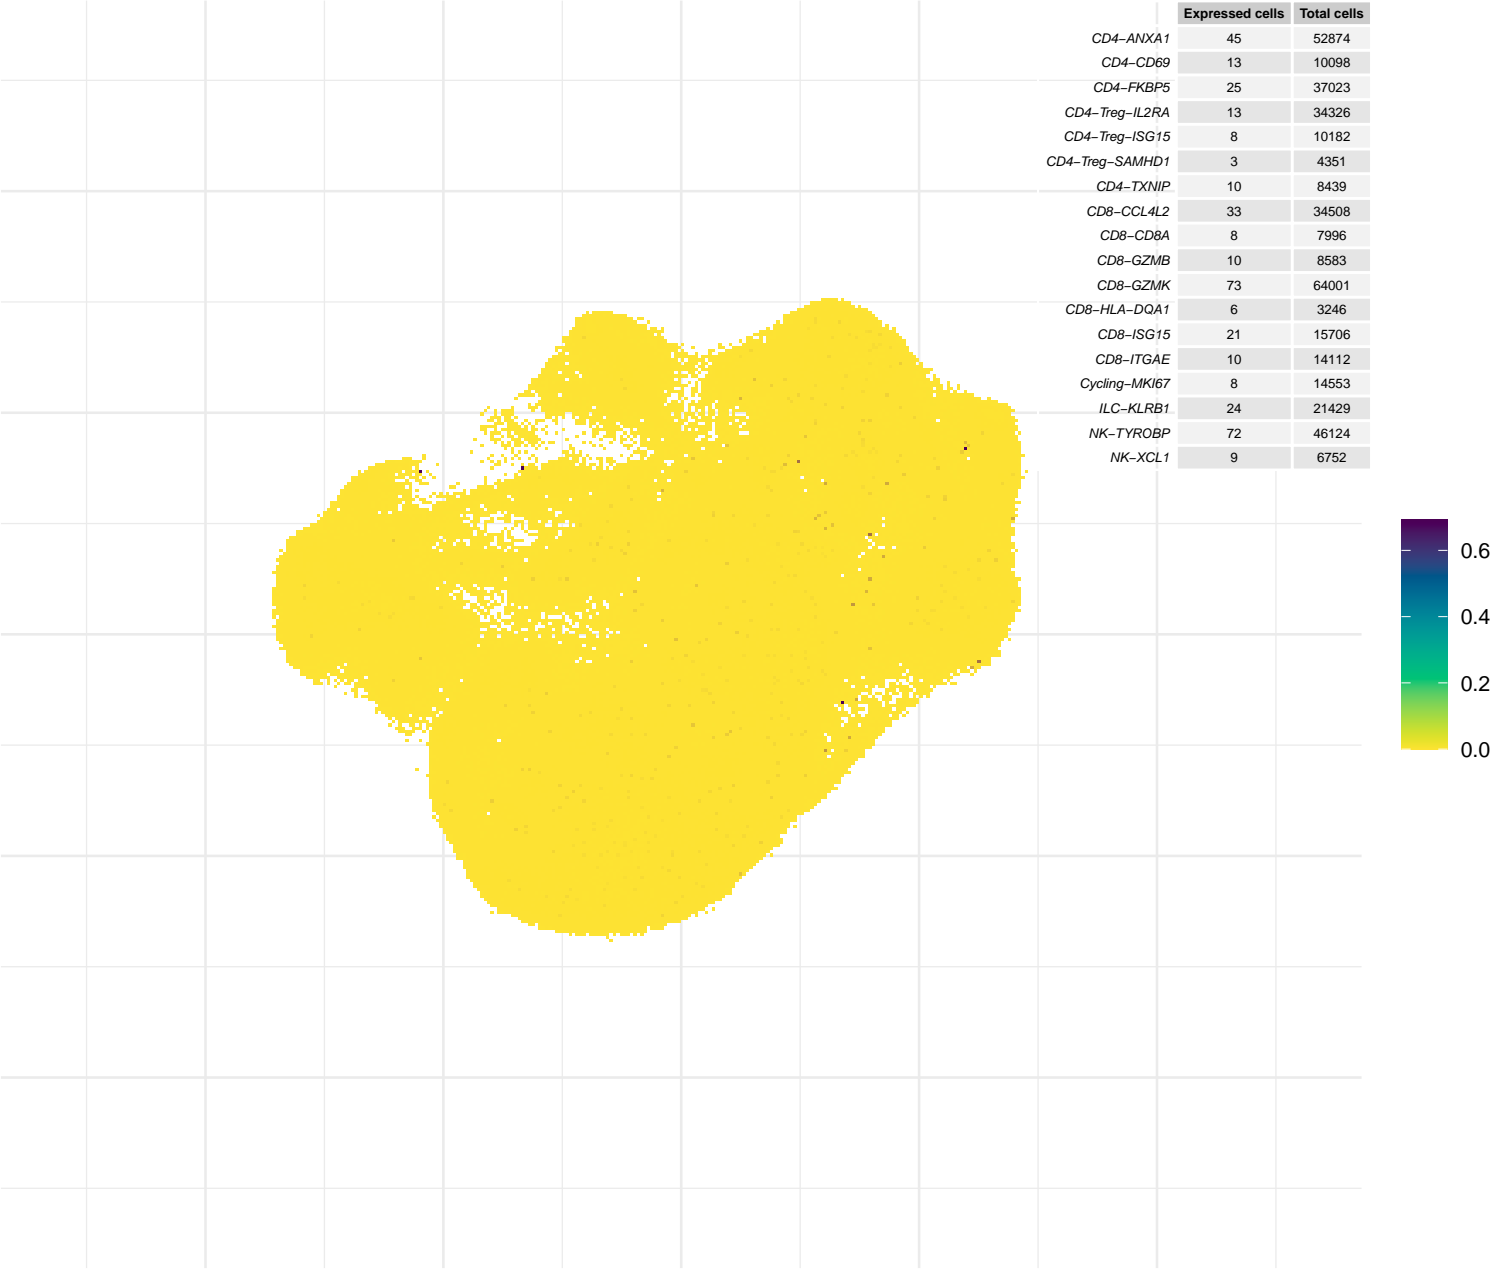 Expressed cells Total cells
CD4−ANXA1 45 52874
CD4−CD69 13 10098
CD4−FKBP5 25 37023
CD4−Treg−IL2RA 13 34326
CD4−Treg−ISG15 8 10182
CD4−Treg−SAMHD1 3 4351
CD4−TXNIP 10 8439
CD8−CCL4L2 33 34508
CD8−CD8A 8 7996
CD8−GZMB 10 8583
CD8−GZMK 73 64001
CD8−HLA−DQA1 6 3246
CD8−ISG15 21 15706
CD8−ITGAE 10 14112
Cycling−MKI67 8 14553
ILC−KLRB1 24 21429
NK−TYROBP 72 46124
NK−XCL1 9 6752
0.6
0.4
0.2
0.0